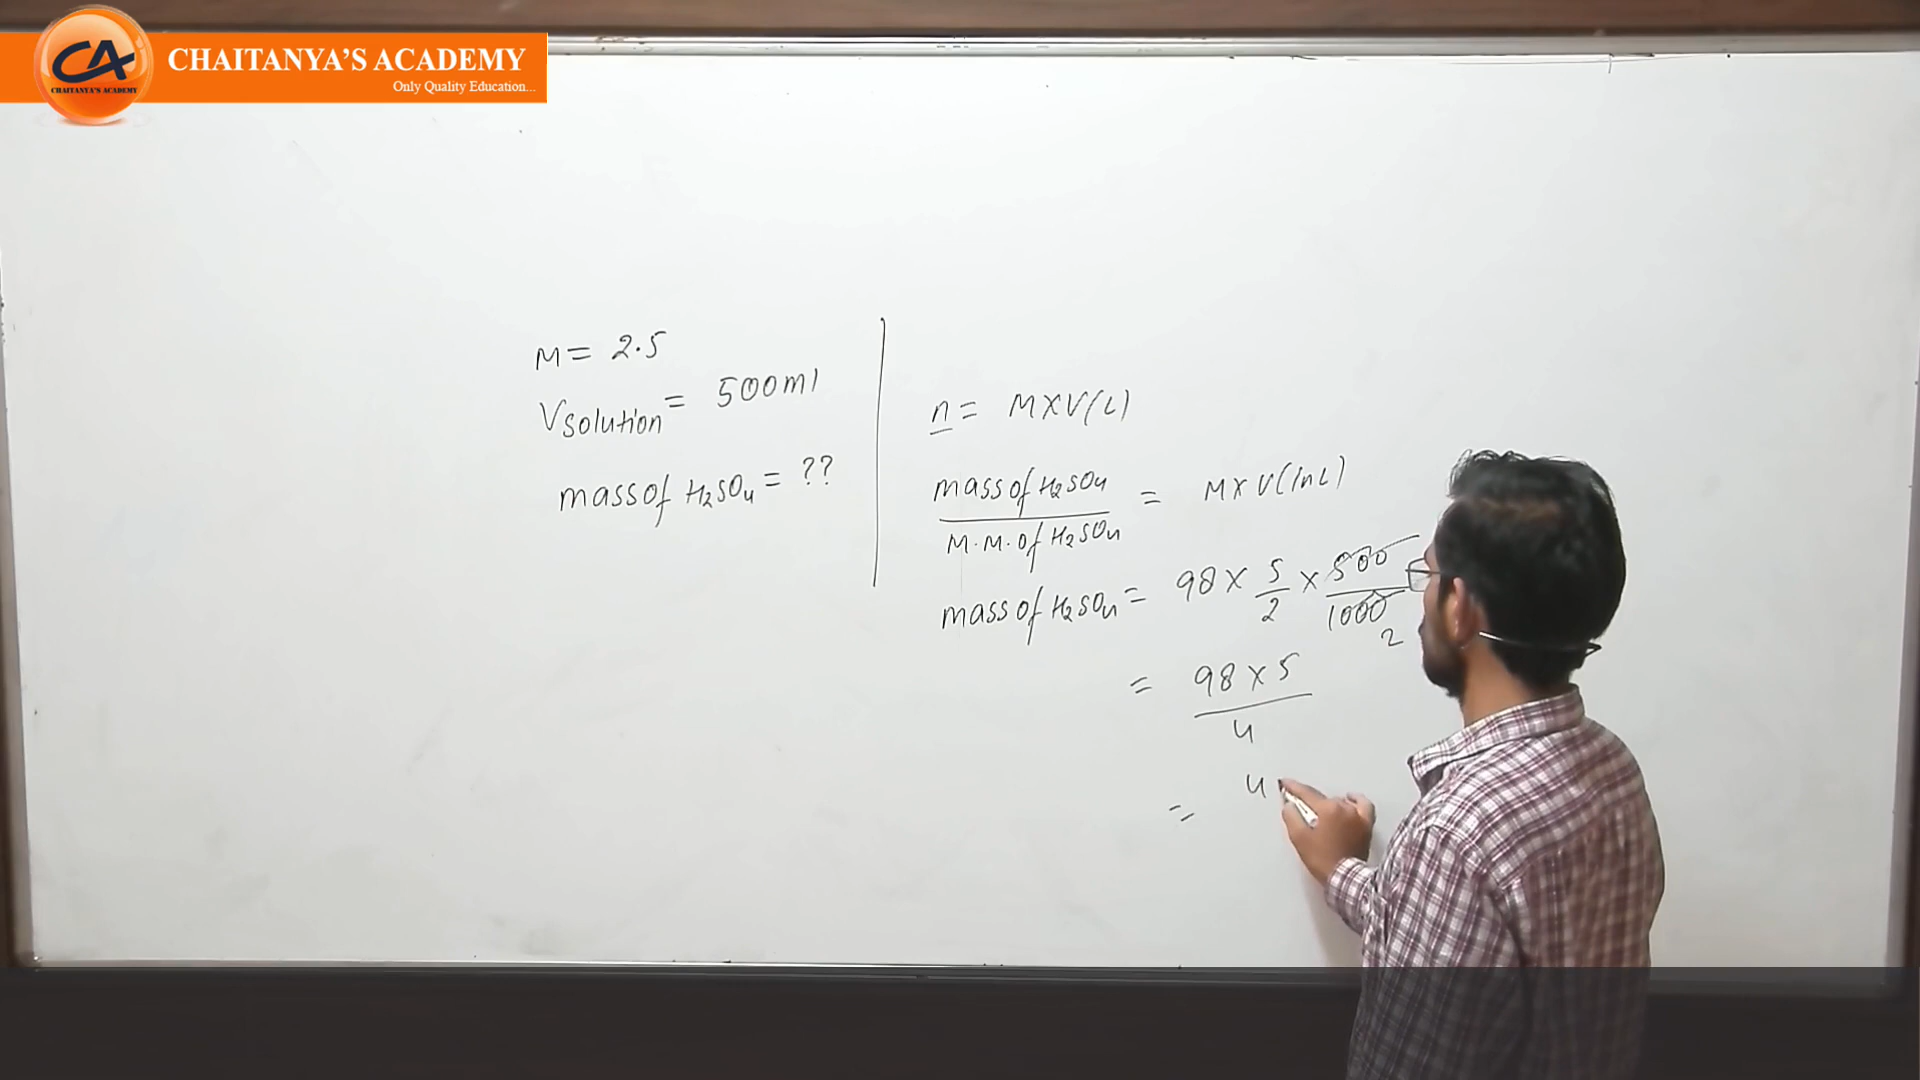 CA
CHAITANYA'S ACADEMY
CHAITANYA'S ACADEMY
Only Quality Education...
M = 2.5
Vsolution = 500ml
mass of H₂SO₄ = ??
n = M×V(L)
mass of H₂SO₄ / M.M. of H₂SO₄ = M×V(in L)
mass of H₂SO₄ = 98 × 5/2 × 500/1000 2
= 98 × 5 / 4
= 4